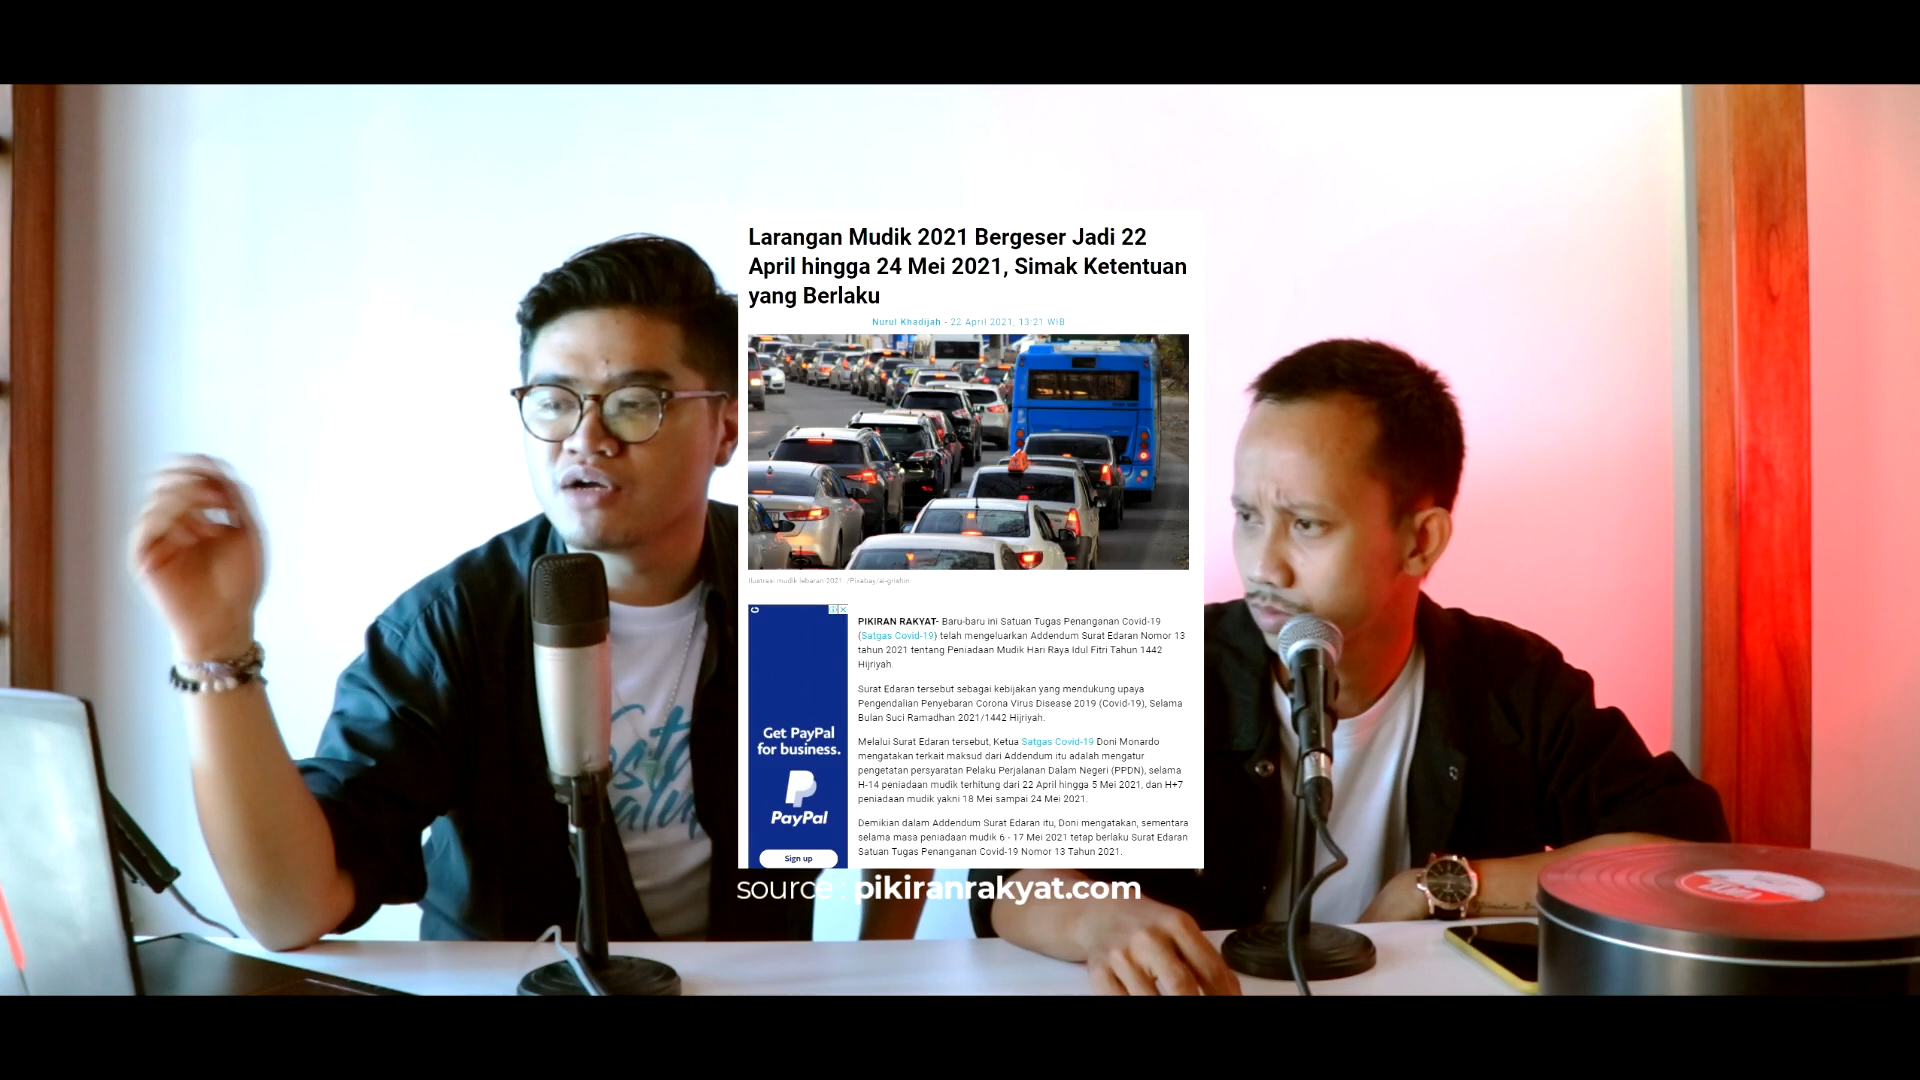 Larangan Mudik 2021 Bergeser Jadi 22
April hingga 24 Mei 2021, Simak Ketentuan
yang Berlaku
Nurul Khadijah - 22 April 2021, 13:21 WIB
Ilustrasi mudik lebaran 2021. /Pixabay/al-grishin
PIKIRAN RAKYAT- Baru-baru ini Satuan Tugas Penanganan Covid-19
(Satgas Covid-19) telah mengeluarkan Addendum Surat Edaran Nomor 13
tahun 2021 tentang Peniadaan Mudik Hari Raya Idul Fitri Tahun 1442
Hijriyah.
Surat Edaran tersebut sebagai kebijakan yang mendukung upaya
Pengendalian Penyebaran Corona Virus Disease 2019 (Covid-19), Selama
Bulan Suci Ramadhan 2021/1442 Hijriyah.
Melalui Surat Edaran tersebut, Ketua Satgas Covid-19 Doni Monardo
mengatakan terkait maksud dari Addendum itu adalah mengatur
pengetatan persyaratan Pelaku Perjalanan Dalam Negeri (PPDN), selama
H-14 peniadaan mudik terhitung dari 22 April hingga 5 Mei 2021, dan H+7
peniadaan mudik yakni 18 Mei sampai 24 Mei 2021.
Demikian dalam Addendum Surat Edaran itu, Doni mengatakan, sementara
selama masa peniadaan mudik 6 - 17 Mei 2021 tetap berlaku Surat Edaran
Satuan Tugas Penanganan Covid-19 Nomor 13 Tahun 2021.
Get PayPal
for business.
PayPal
Sign up
source : pikiranrakyat.com